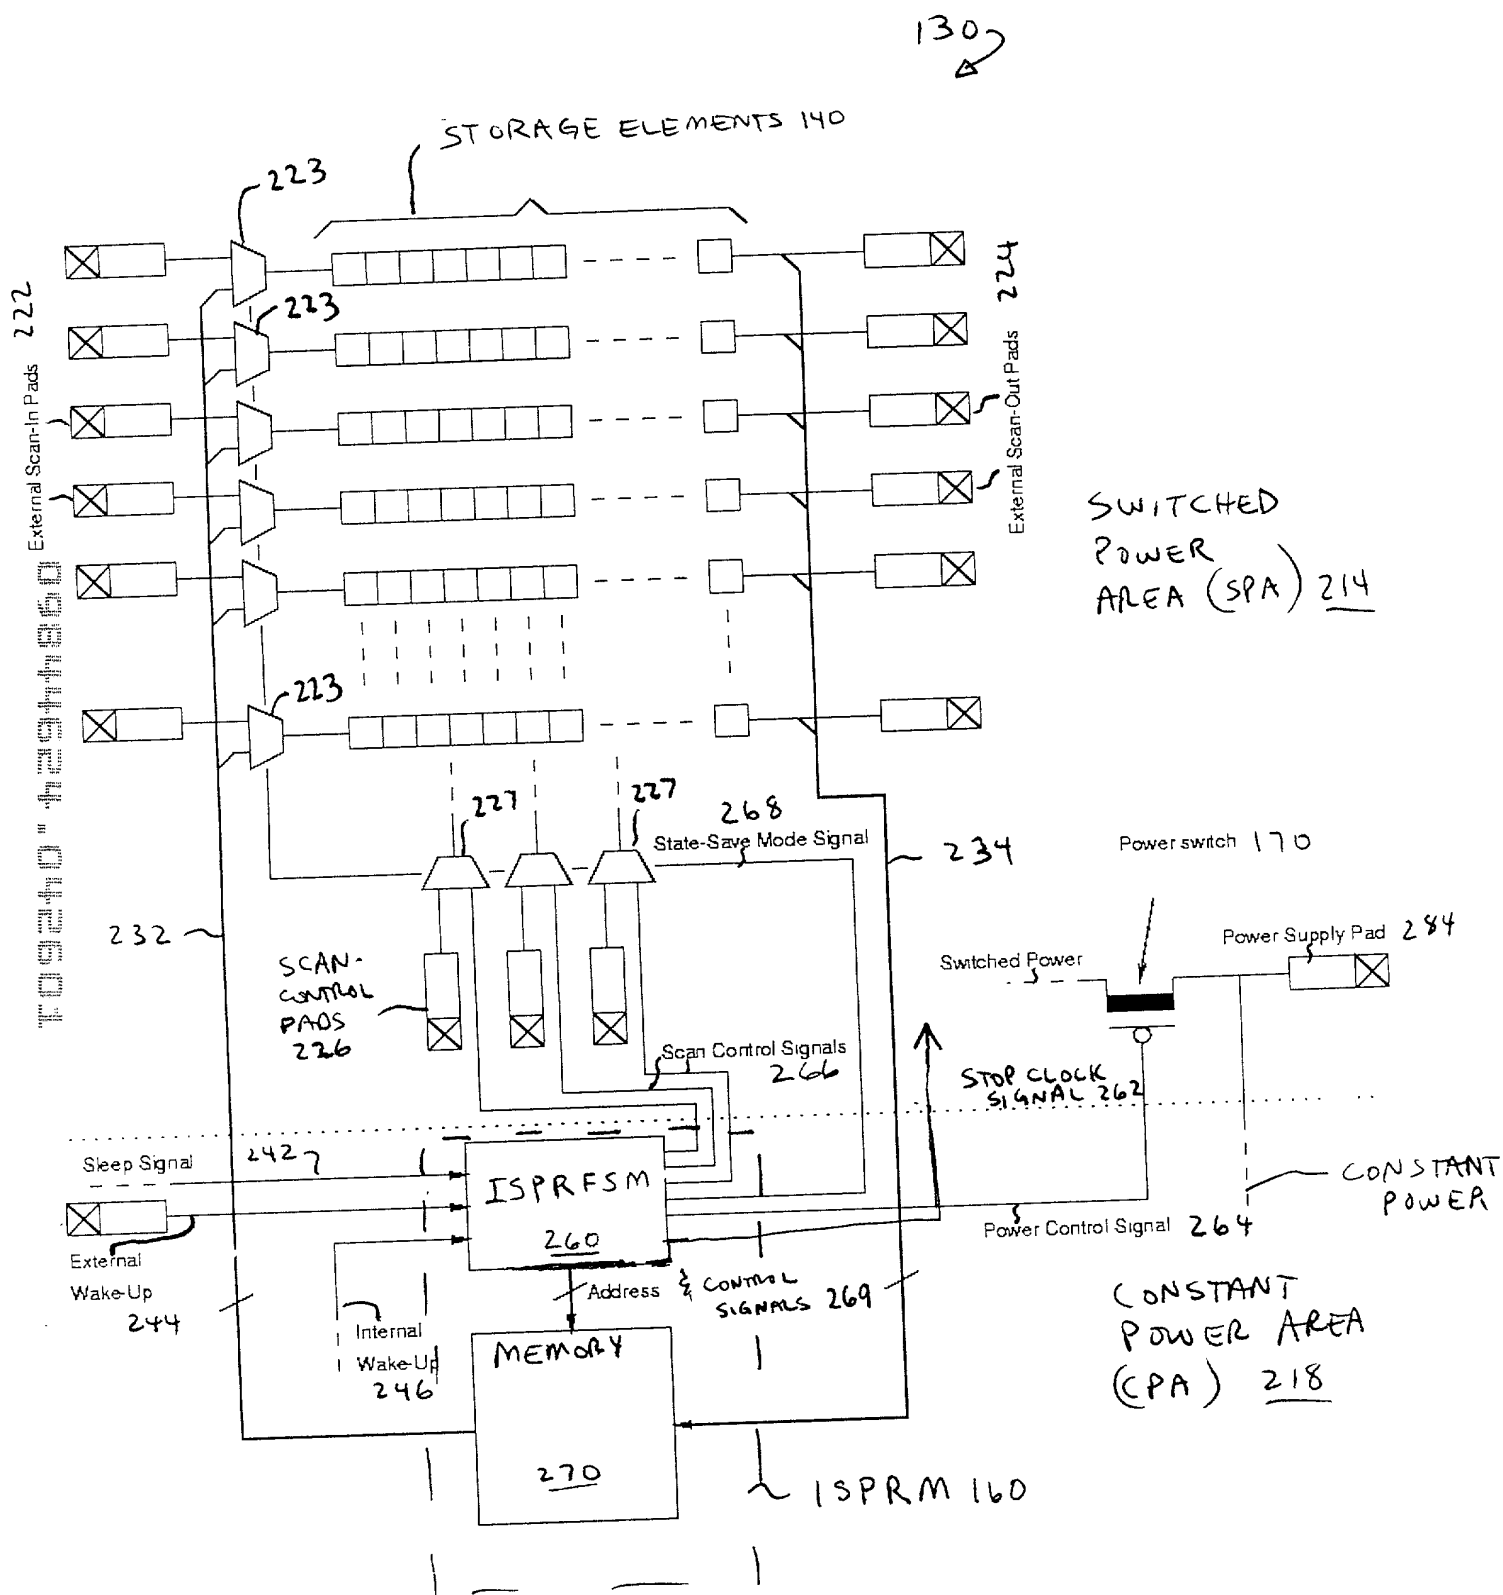 130
STORAGE ELEMENTS 140
223
223
External Scan-In Pads 222
External Scan-Out Pads 224
SWITCHED
POWER
AREA (SPA) 214
223
227
227
268
State-Save Mode Signal
234
Power switch 170
232
SCAN-
CONTROL
PADS
226
Switched Power
Power Supply Pad 284
Scan Control Signals
266
STOP CLOCK
SIGNAL 262
Sleep Signal
242
ISPRFSM
260
CONSTANT
POWER
Power Control Signal 264
External
Wake-Up
244
Address & CONTROL
SIGNALS 269
Internal
Wake-Up
246
MEMORY
270
CONSTANT
POWER AREA
(CPA) 218
ISPRM 160